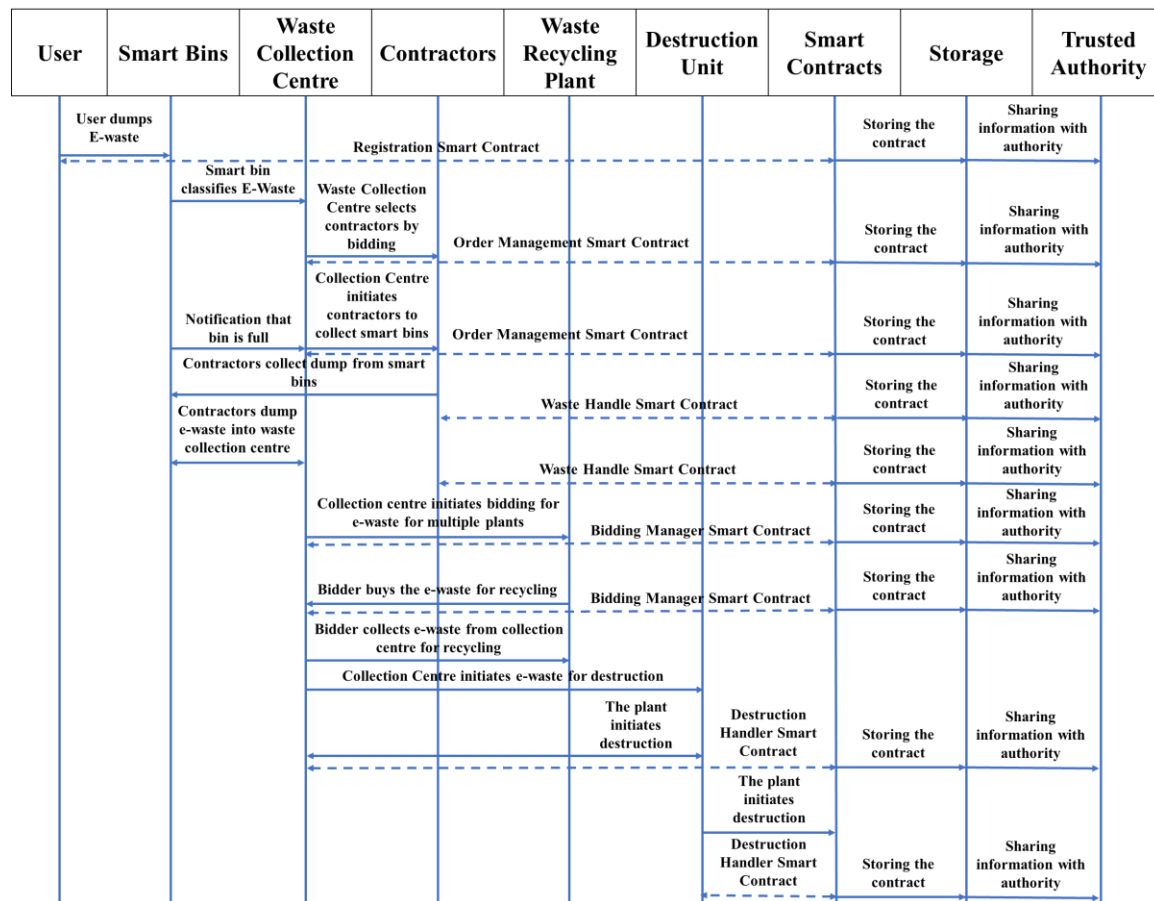 User
Smart Bins
Waste
Collection
Centre
Contractors
Waste
Recycling
Plant
Destruction
Unit
Smart
Contracts
Storage
Trusted
Authority
User dumps
E-waste
Registration Smart Contract
Storing the
contract
Sharing
information with
authority
Smart bin
classifies E-Waste
Waste Collection
Centre selects
contractors by
bidding
Order Management Smart Contract
Storing the
contract
Sharing
information with
authority
Notification that
bin is full
Collection Centre
initiates
contractors to
collect smart bins
Order Management Smart Contract
Storing the
contract
Sharing
information with
authority
Contractors collect dump from smart
bins
Waste Handle Smart Contract
Storing the
contract
Sharing
information with
authority
Contractors dump
e-waste into waste
collection centre
Waste Handle Smart Contract
Storing the
contract
Sharing
information with
authority
Collection centre initiates bidding for
e-waste for multiple plants
Bidding Manager Smart Contract
Storing the
contract
Sharing
information with
authority
Bidder buys the e-waste for recycling
Bidding Manager Smart Contract
Storing the
contract
Sharing
information with
authority
Bidder collects e-waste from collection
centre for recycling
Collection Centre initiates e-waste for destruction
The plant
initiates
destruction
Destruction
Handler Smart
Contract
Storing the
contract
Sharing
information with
authority
The plant
initiates
destruction
Destruction
Handler Smart
Contract
Storing the
contract
Sharing
information with
authority